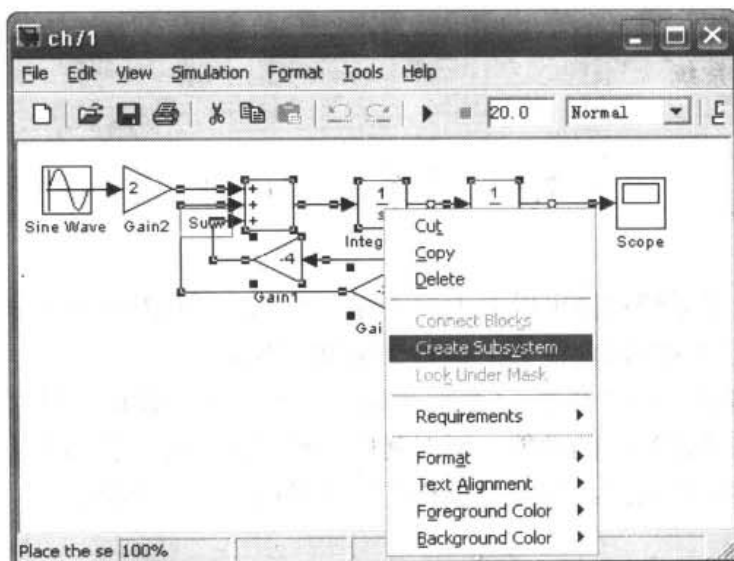 ch71
File Edit View Simulation Format Tools Help
20.0 Normal
2
+
+
+
1
s
1
Sine Wave Gain2 Sum Integ Scope
-4
Gain1
Gai
Cut
Copy
Delete
Connect Blocks
Create Subsystem
Look Under Mask
Requirements
Format
Text Alignment
Foreground Color
Background Color
Place the se 100%